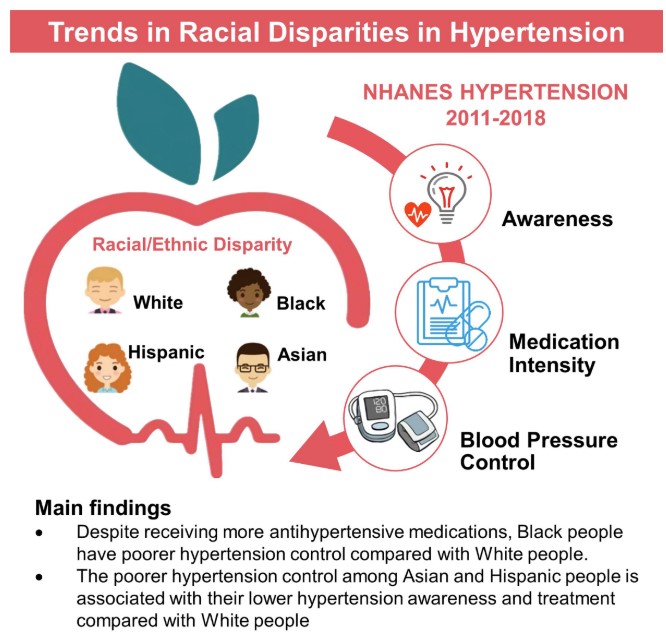 Trends in Racial Disparities in Hypertension
NHANES HYPERTENSION
2011-2018
Awareness
Racial/Ethnic Disparity
White
Black
Hispanic
Asian
Medication
Intensity
120
80
Blood Pressure
Control
Main findings
• Despite receiving more antihypertensive medications, Black people
have poorer hypertension control compared with White people.
• The poorer hypertension control among Asian and Hispanic people is
associated with their lower hypertension awareness and treatment
compared with White people